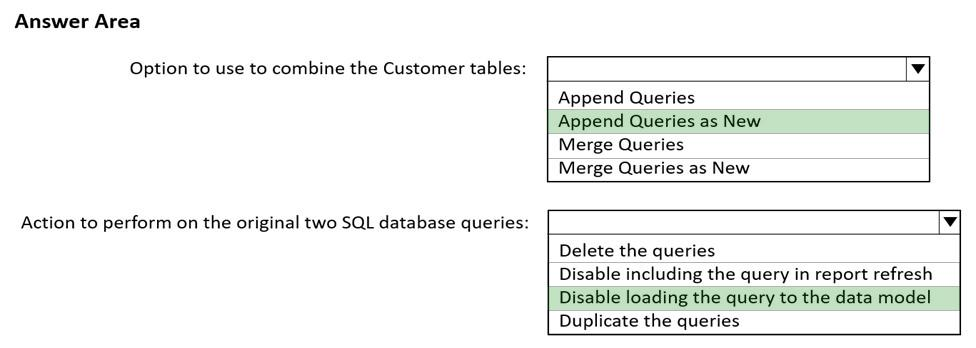 Answer Area
Option to use to combine the Customer tables:
Append Queries
Append Queries as New
Merge Queries
Merge Queries as New
Action to perform on the original two SQL database queries:
Delete the queries
Disable including the query in report refresh
Disable loading the query to the data model
Duplicate the queries